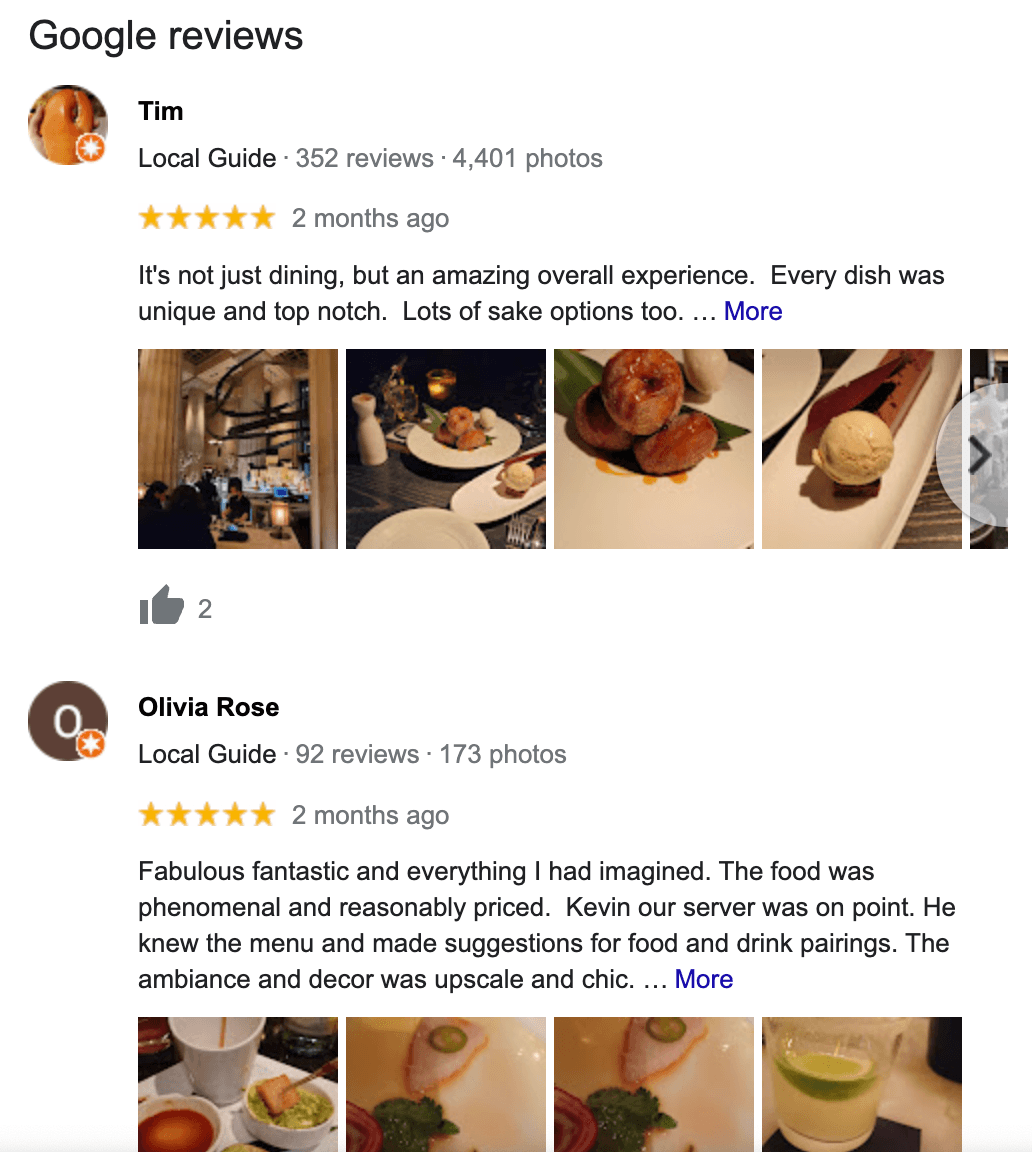 Google reviews
Tim
Local Guide · 352 reviews · 4,401 photos
2 months ago
It's not just dining, but an amazing overall experience.  Every dish was
unique and top notch.  Lots of sake options too. … More
2
O
Olivia Rose
Local Guide · 92 reviews · 173 photos
2 months ago
Fabulous fantastic and everything I had imagined. The food was
phenomenal and reasonably priced.  Kevin our server was on point. He
knew the menu and made suggestions for food and drink pairings. The
ambiance and decor was upscale and chic. … More